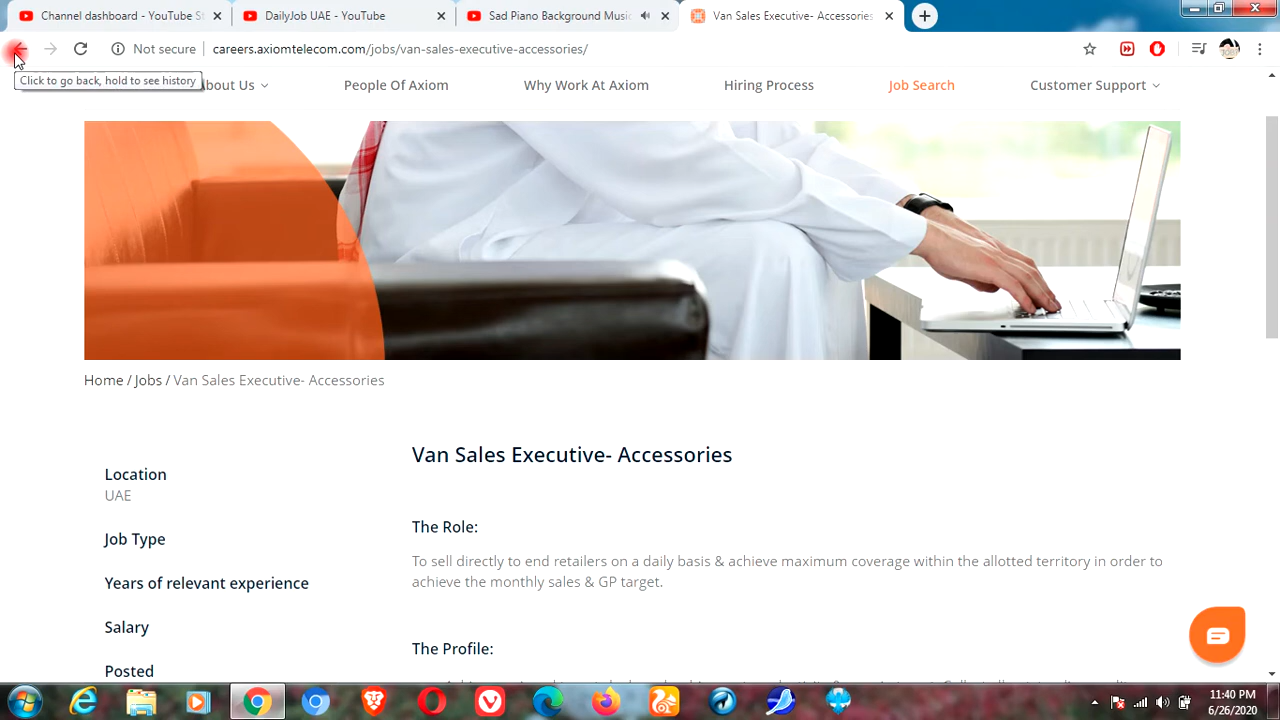 Channel dashboard - YouTube St
DailyJob UAE - YouTube
Sad Piano Background Music
Van Sales Executive- Accessories
Not secure
careers.axiomtelecom.com/jobs/van-sales-executive-accessories/
Click to go back, hold to see history
About Us
People Of Axiom
Why Work At Axiom
Hiring Process
Job Search
Customer Support
Home / Jobs / Van Sales Executive- Accessories
Van Sales Executive- Accessories
Location
UAE
The Role:
Job Type
To sell directly to end retailers on a daily basis & achieve maximum coverage within the allotted territory in order to
achieve the monthly sales & GP target.
Years of relevant experience
Salary
The Profile:
Posted
11:40 PM
6/26/2020